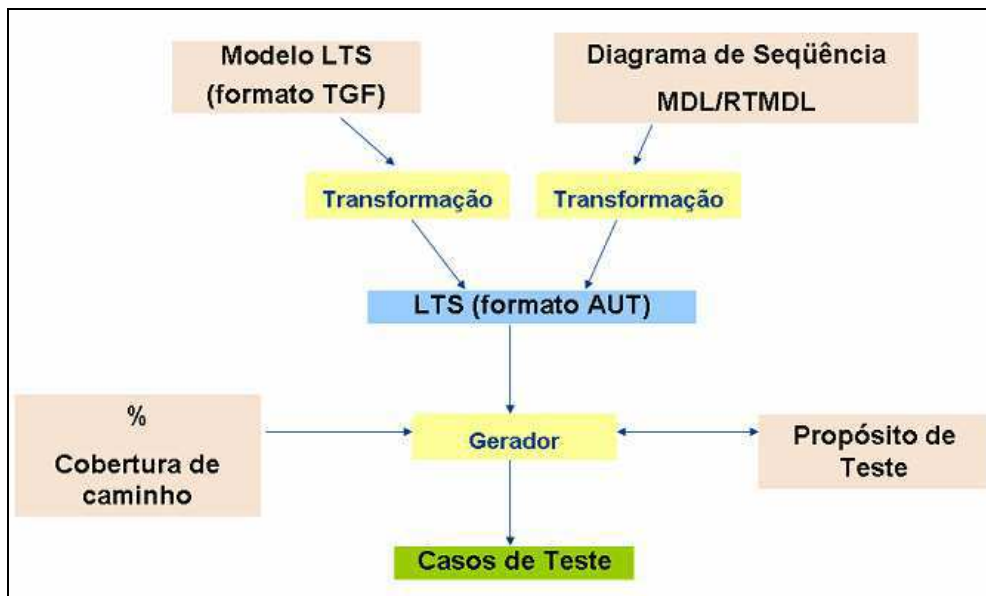 Modelo LTS
(formato TGF)
Diagrama de Seqüência
MDL/RTMDL
Transformação
Transformação
LTS (formato AUT)
%
Cobertura de
caminho
Gerador
Propósito de
Teste
Casos de Teste